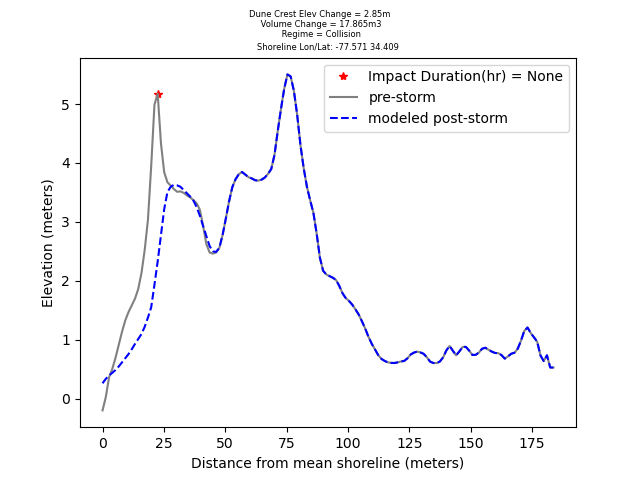 Dune Crest Elev Change = 2.85m
Volume Change = 17.865m3
Regime = Collision
Shoreline Lon/Lat: -77.571 34.409
Impact Duration(hr) = None
pre-storm
modeled post-storm
Elevation (meters)
5
4
3
2
1
0
0 25 50 75 100 125 150 175
Distance from mean shoreline (meters)